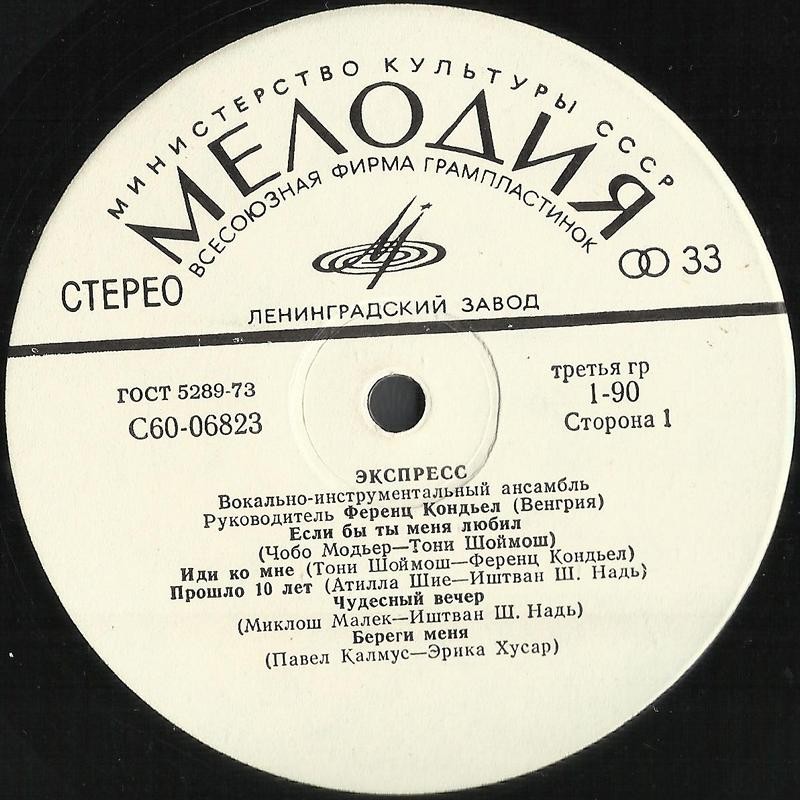 МИНИСТЕРСТВО КУЛЬТУРЫ СССР
МЕЛОДИЯ
ВСЕСОЮЗНАЯ ФИРМА ГРАМПЛАСТИНОК
СТЕРЕО
33
ЛЕНИНГРАДСКИЙ ЗАВОД
ГОСТ 5289-73
С60-06823
третья гр
1-90
Сторона 1
ЭКСПРЕСС
Вокально-инструментальный ансамбль
Руководитель Ференц Кондьел (Венгрия)
Если бы ты меня любил
(Чобо Модьер—Тони Шоймош)
Иди ко мне (Тони Шоймош—Ференц Кондьел)
Прошло 10 лет (Атилла Шие—Иштван Ш. Надь)
Чудесный вечер
(Миклош Малек—Иштван Ш. Надь)
Береги меня
(Павел Калмус—Эрика Хусар)